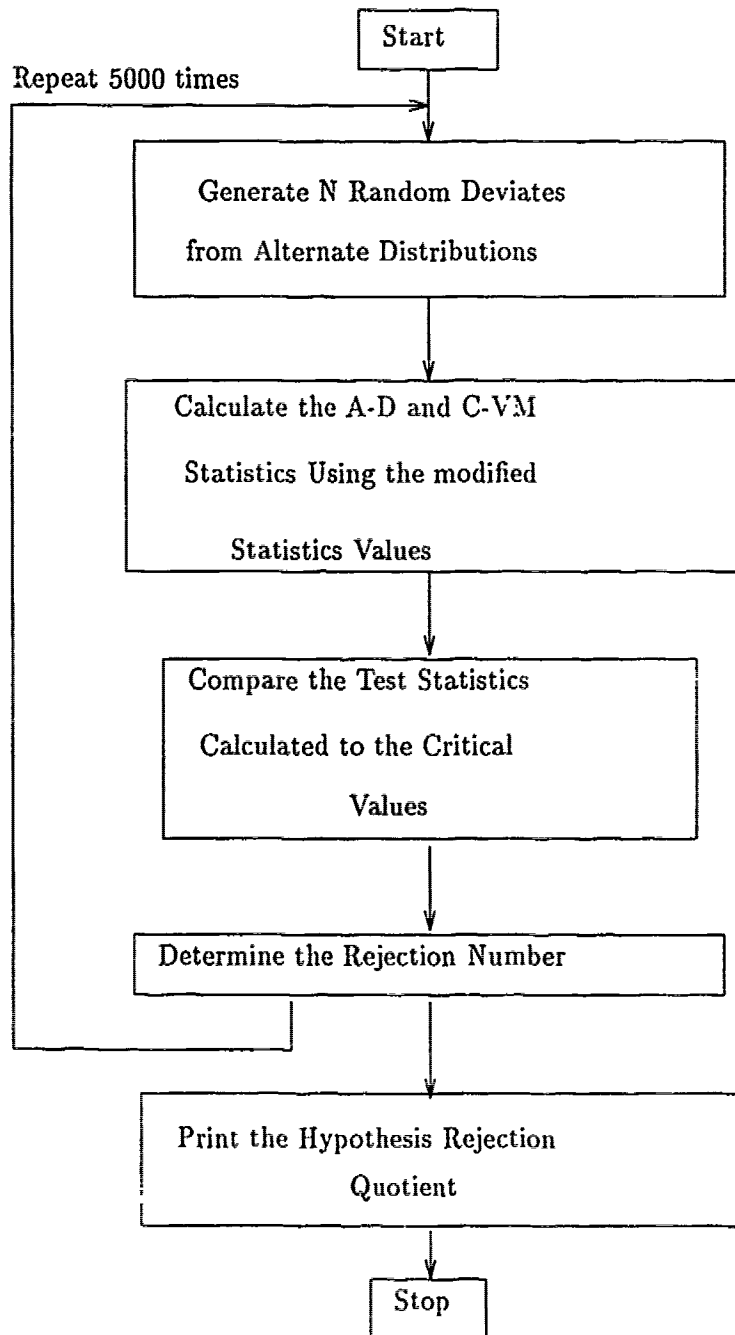 Start
Repeat 5000 times
Generate N Random Deviates
from Alternate Distributions
Calculate the A-D and C-VM
Statistics Using the modified
Statistics Values
Compare the Test Statistics
Calculated to the Critical
Values
Determine the Rejection Number
Print the Hypothesis Rejection
Quotient
Stop